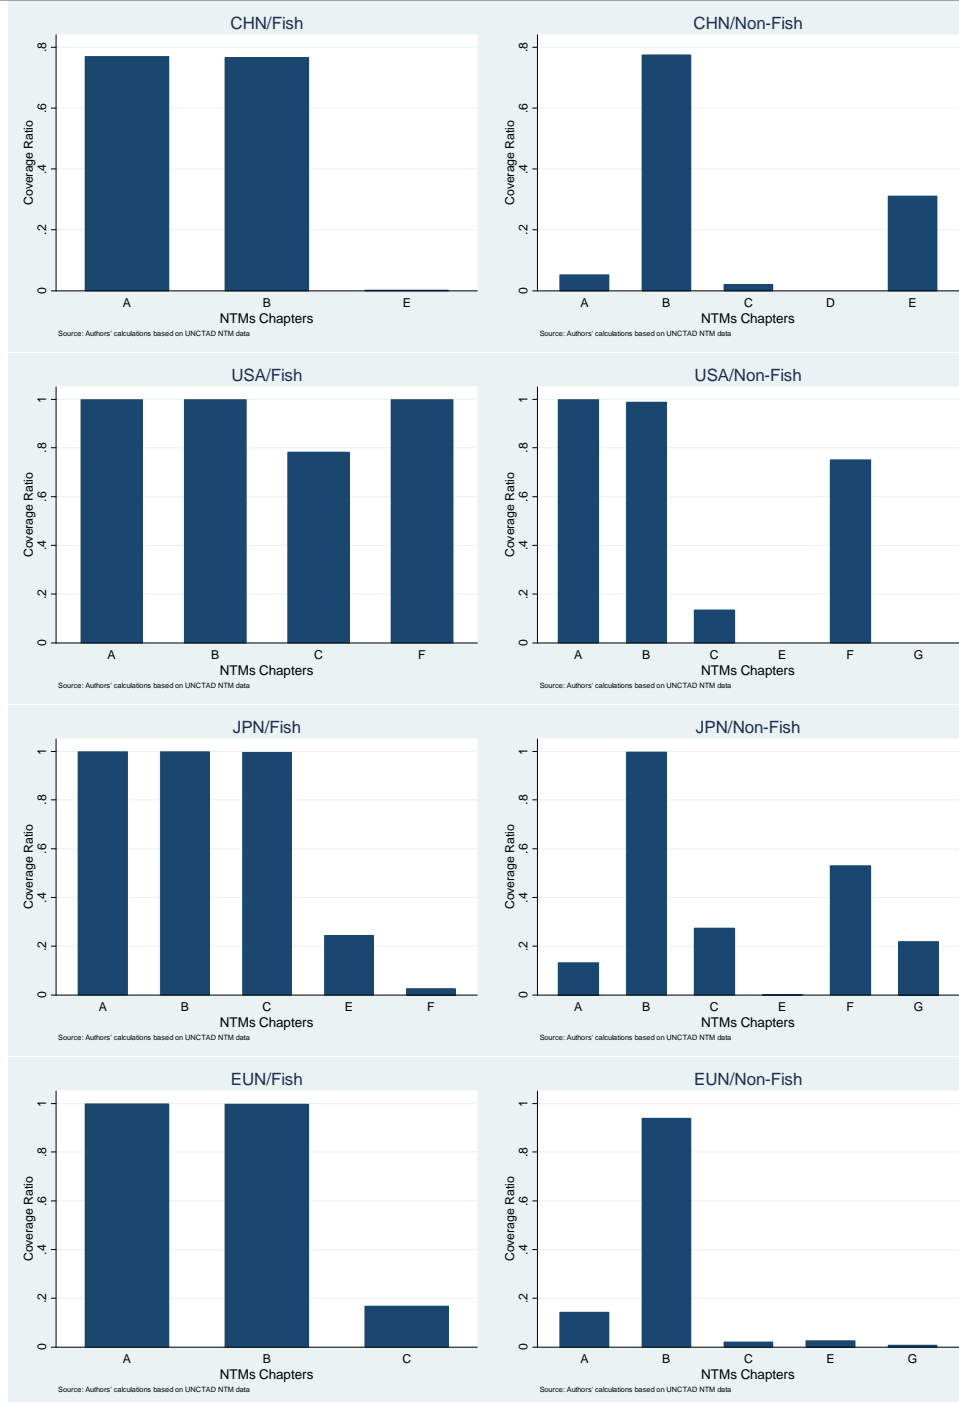 CHN/Fish
Coverage Ratio
.8
.6
.4
.2
0
A B E
NTMs Chapters
Source: Authors' calculations based on UNCTAD NTM data
CHN/Non-Fish
Coverage Ratio
.8
.6
.4
.2
0
A B C D E
NTMs Chapters
Source: Authors' calculations based on UNCTAD NTM data
USA/Fish
Coverage Ratio
1
.8
.6
.4
.2
0
A B C F
NTMs Chapters
Source: Authors' calculations based on UNCTAD NTM data
USA/Non-Fish
Coverage Ratio
1
.8
.6
.4
.2
0
A B C E F G
NTMs Chapters
Source: Authors' calculations based on UNCTAD NTM data
JPN/Fish
Coverage Ratio
1
.8
.6
.4
.2
0
A B C E F
NTMs Chapters
Source: Authors' calculations based on UNCTAD NTM data
JPN/Non-Fish
Coverage Ratio
1
.8
.6
.4
.2
0
A B C E F G
NTMs Chapters
Source: Authors' calculations based on UNCTAD NTM data
EUN/Fish
Coverage Ratio
1
.8
.6
.4
.2
0
A B C
NTMs Chapters
Source: Authors' calculations based on UNCTAD NTM data
EUN/Non-Fish
Coverage Ratio
1
.8
.6
.4
.2
0
A B C E G
NTMs Chapters
Source: Authors' calculations based on UNCTAD NTM data